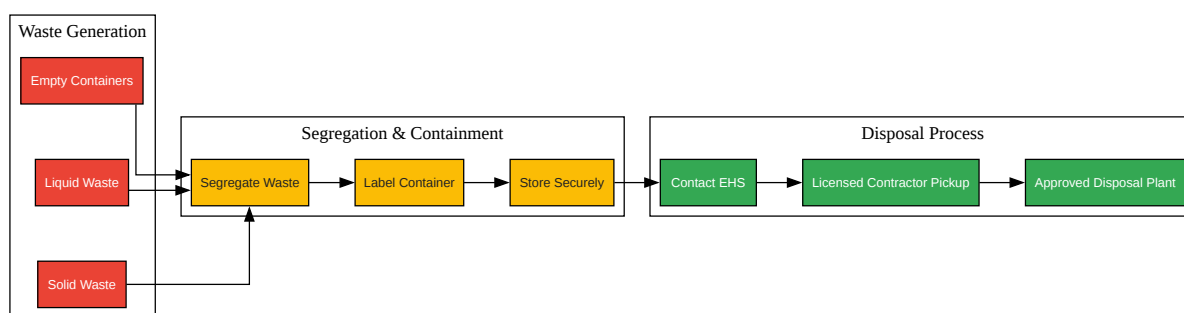 Waste Generation
Empty Containers
Liquid Waste
Solid Waste
Segregation & Containment
Segregate Waste
Label Container
Store Securely
Disposal Process
Contact EHS
Licensed Contractor Pickup
Approved Disposal Plant